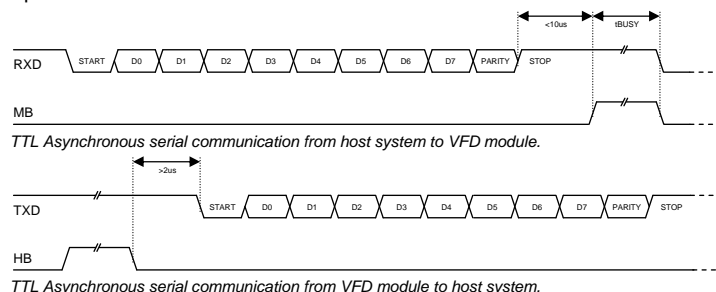 <10us tBUSY
RXD START D0 D1 D2 D3 D4 D5 D6 D7 PARITY STOP
MB
TTL Asynchronous serial communication from host system to VFD module.
>2us
TXD START D0 D1 D2 D3 D4 D5 D6 D7 PARITY STOP
HB
TTL Asynchronous serial communication from VFD module to host system.